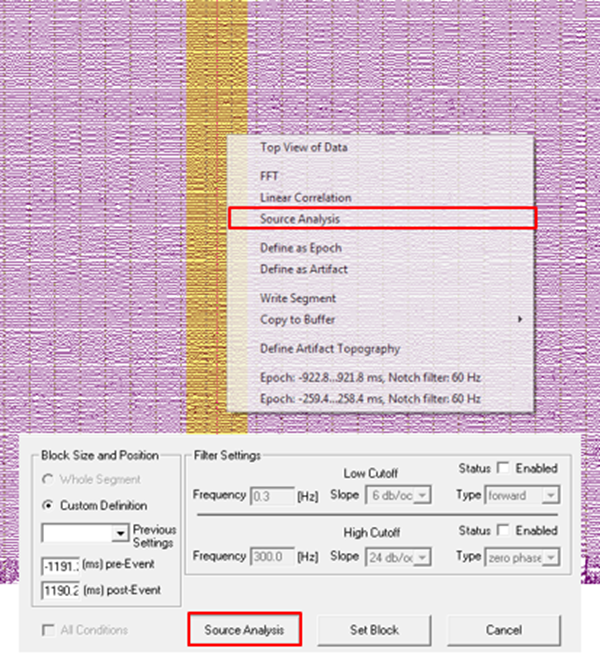 Top View of Data
FFT
Linear Correlation
Source Analysis
Define as Epoch
Define as Artifact
Write Segment
Copy to Buffer
Define Artifact Topography
Epoch: -922.8...921.8 ms, Notch filter: 60 Hz
Epoch: -259.4...258.4 ms, Notch filter: 60 Hz
Block Size and Position
Whole Segment
Custom Definition
Previous Settings
-1191. (ms) pre-Event
1190.2 (ms) post-Event
All Conditions
Filter Settings
Low Cutoff Status Enabled
Frequency 0.3 [Hz] Slope 6 db/oc Type forward
High Cutoff Status Enabled
Frequency 300.0 [Hz] Slope 24 db/oc Type zero phase
Source Analysis Set Block Cancel